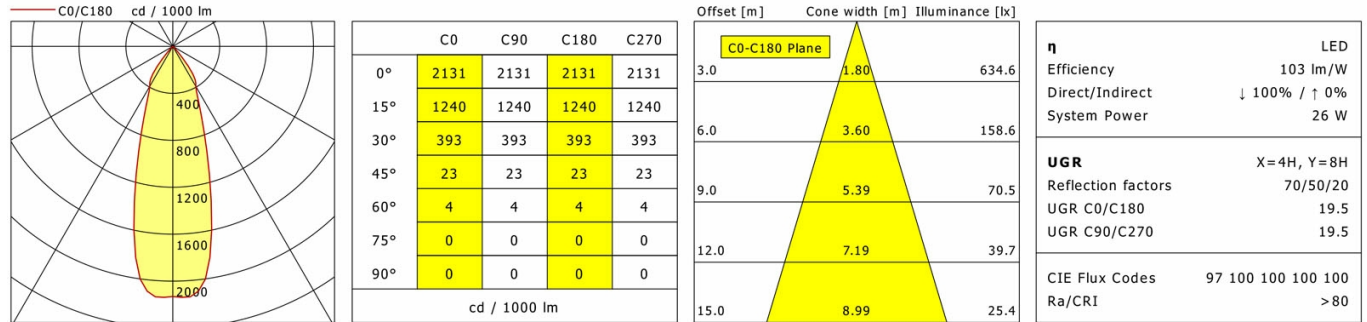 C0/C180 cd / 1000 lm
400
800
1200
1600
2000
C0 C90 C180 C270
0° 2131 2131 2131 2131
15° 1240 1240 1240 1240
30° 393 393 393 393
45° 23 23 23 23
60° 4 4 4 4
75° 0 0 0 0
90° 0 0 0 0
cd / 1000 lm
Offset [m] Cone width [m] Illuminance [lx]
C0-C180 Plane
3.0 1.80 634.6
6.0 3.60 158.6
9.0 5.39 70.5
12.0 7.19 39.7
15.0 8.99 25.4
η LED
Efficiency 103 lm/W
Direct/Indirect ↓ 100% / ↑ 0%
System Power 26 W
UGR X=4H, Y=8H
Reflection factors 70/50/20
UGR C0/C180 19.5
UGR C90/C270 19.5
CIE Flux Codes 97 100 100 100 100
Ra/CRI >80